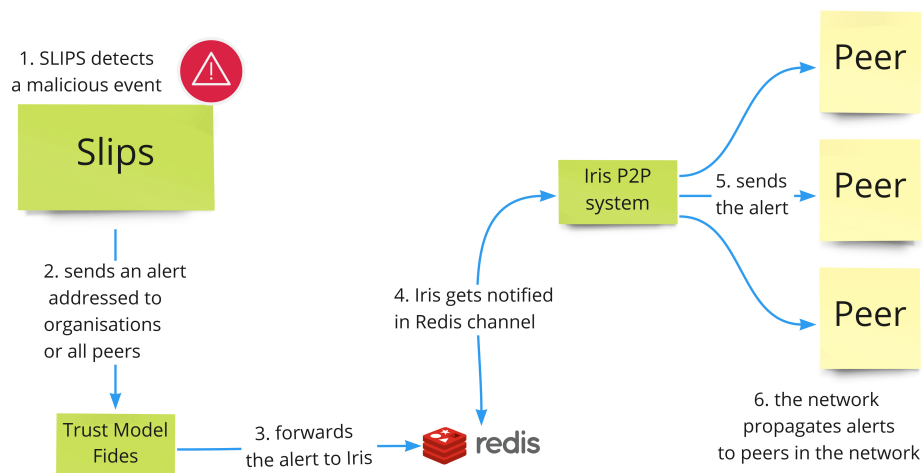 1. SLIPS detects
a malicious event
Slips
2. sends an alert
addressed to
organisations
or all peers
Trust Model
Fides
3. forwards
the alert to Iris
redis
4. Iris gets notified
in Redis channel
Iris P2P
system
5. sends
the alert
Peer
Peer
Peer
6. the network
propagates alerts
to peers in the network